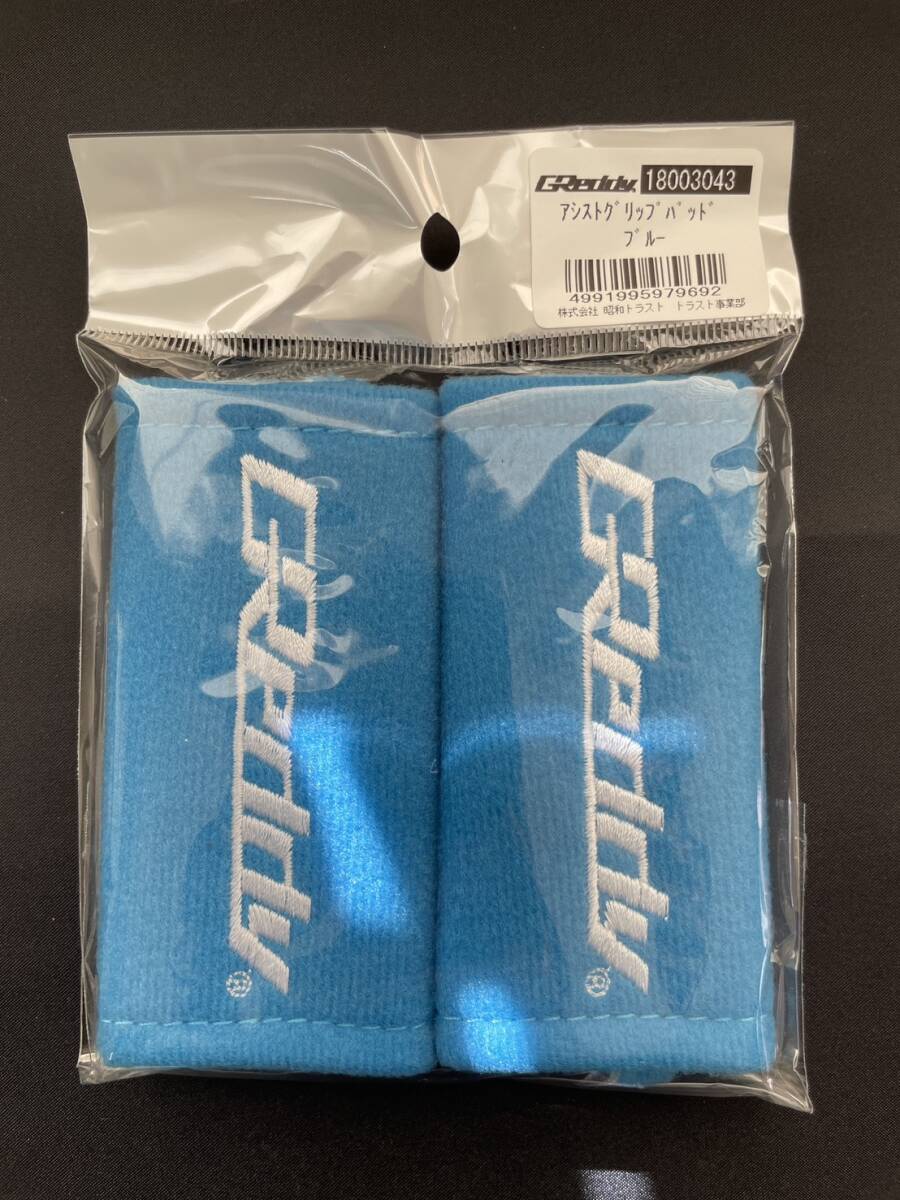 GReddy 18003043
ｱｼｽﾄｸﾞﾘｯﾌﾟﾊﾟｯﾄﾞ
ﾌﾞﾙｰ
4991995979692
株式会社 昭和トラスト　トラスト事業部
GReddy®
GReddy®